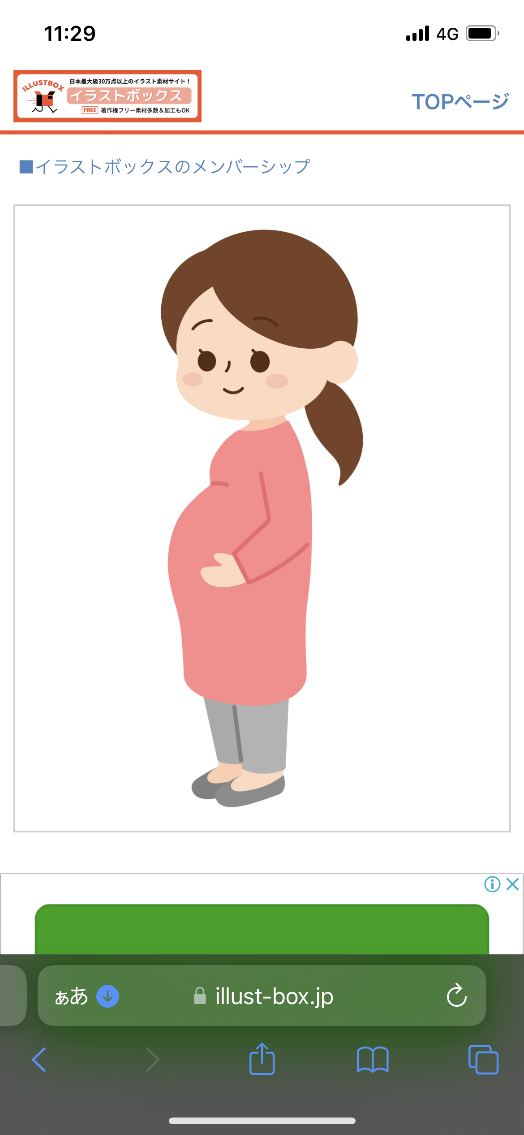 11:29
4G
ILLUSTBOX
日本最大級30万点以上のイラスト素材サイト！
イラストボックス
FREE 著作権フリー素材多数&加工もOK
TOPページ
■イラストボックスのメンバーシップ
ぁあ
illust-box.jp